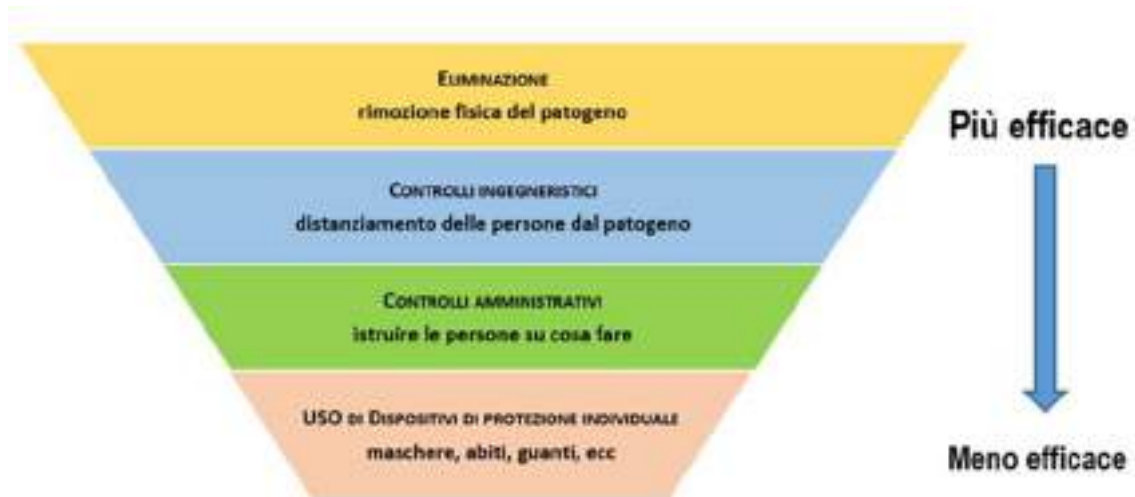 ELIMINAZIONE
rimozione fisica del patogeno
Più efficace
CONTROLLI INGEGNERISTICI
distanziamento delle persone dal patogeno
CONTROLLI AMMINISTRATIVI
istruire le persone su cosa fare
USO DI DISPOSITIVI DI PROTEZIONE INDIVIDUALE
maschere, abiti, guanti, ecc
Meno efficace